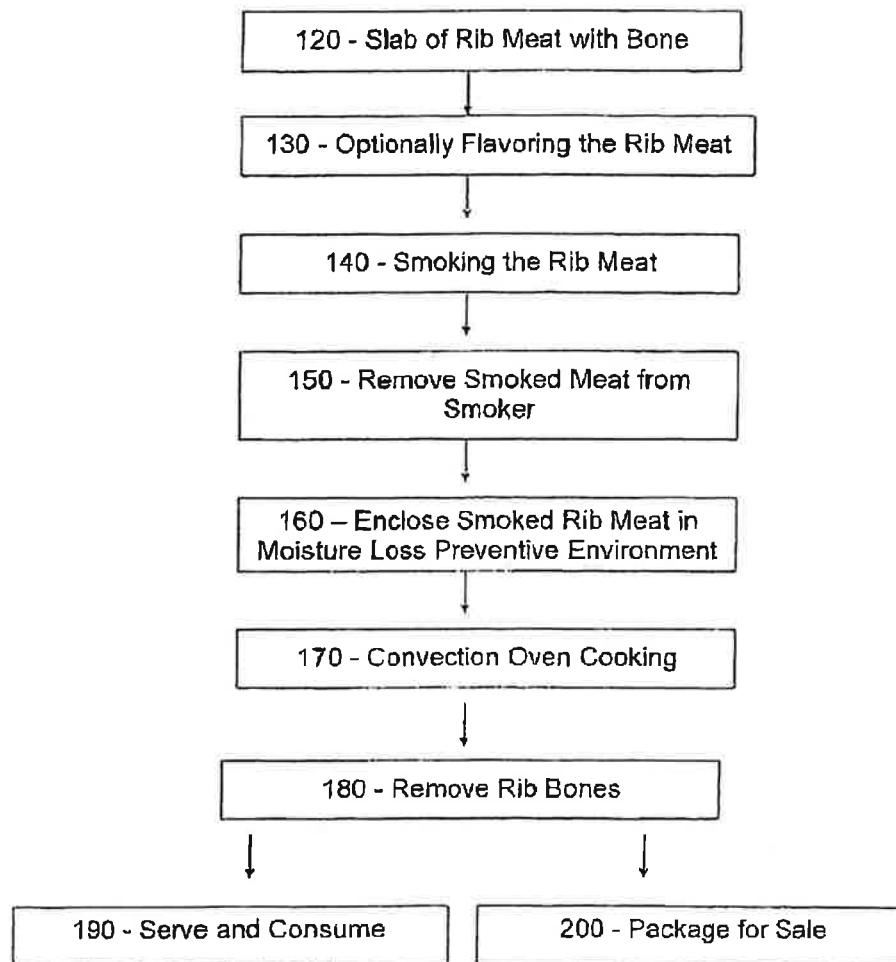 120 - Slab of Rib Meat with Bone
130 - Optionally Flavoring the Rib Meat
140 - Smoking the Rib Meat
150 - Remove Smoked Meat from
Smoker
160 – Enclose Smoked Rib Meat in
Moisture Loss Preventive Environment
170 - Convection Oven Cooking
180 - Remove Rib Bones
190 - Serve and Consume
200 - Package for Sale